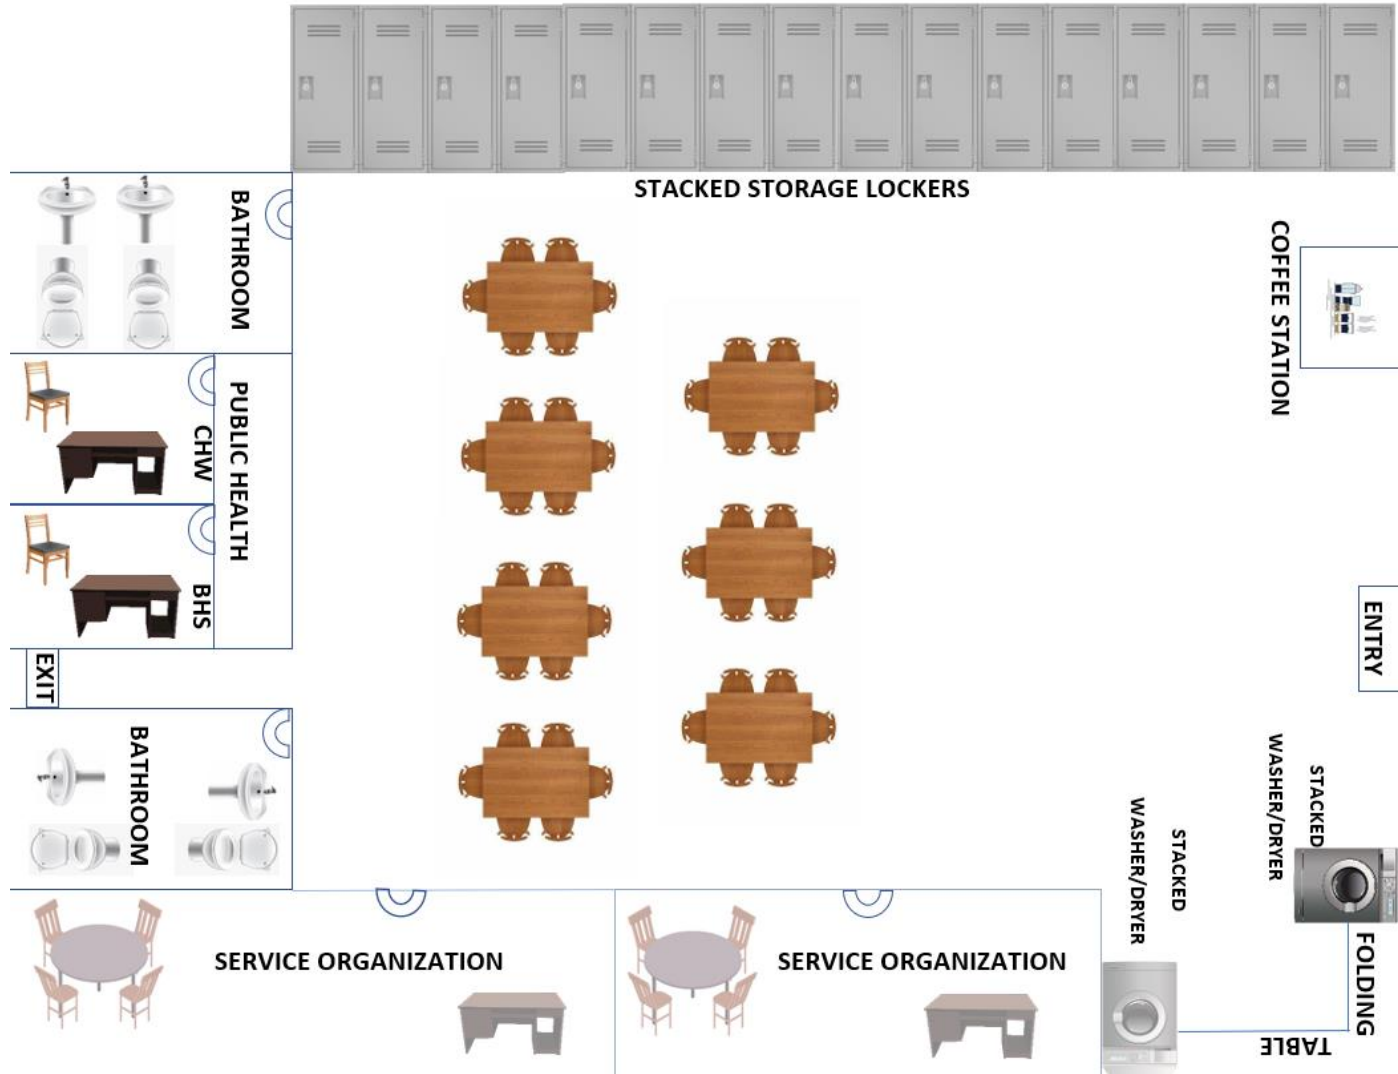 STACKED STORAGE LOCKERS
BATHROOM
COFFEE STATION
PUBLIC HEALTH
CHW
BHS
EXIT
ENTRY
BATHROOM
STACKED
WASHER/DRYER
STACKED
WASHER/DRYER
SERVICE ORGANIZATION
SERVICE ORGANIZATION
FOLDING
TABLE